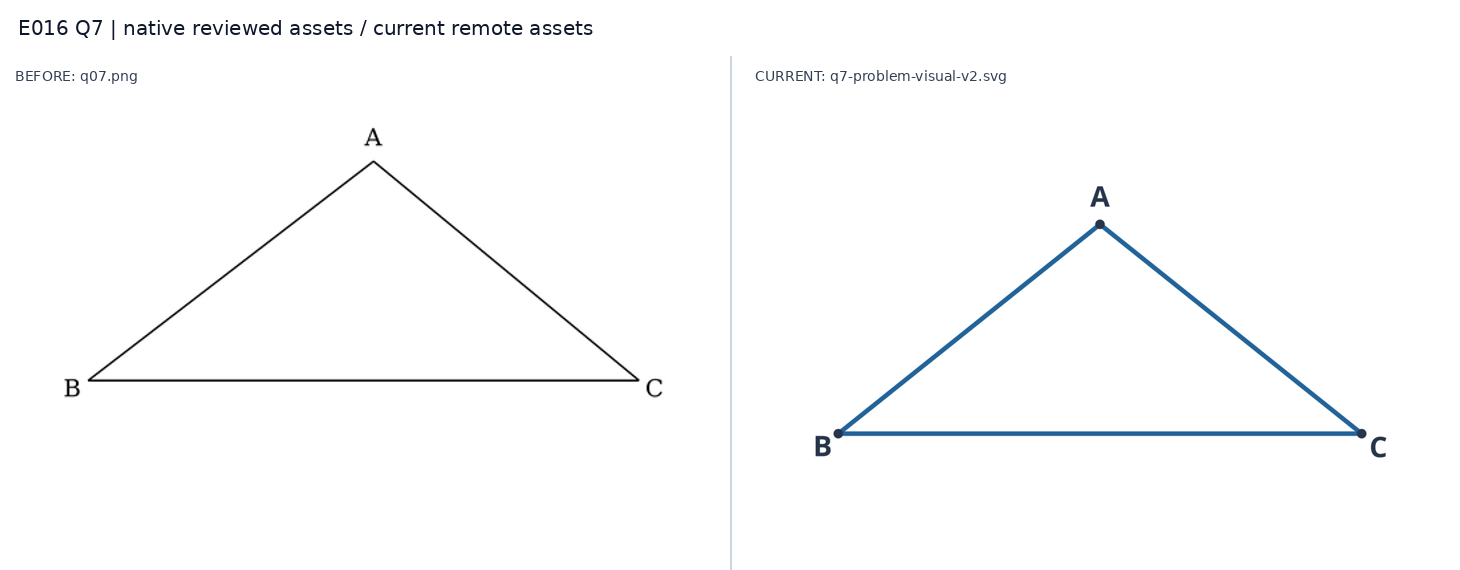 E016 Q7 | native reviewed assets / current remote assets
BEFORE: q07.png
CURRENT: q7-problem-visual-v2.svg
A
B
C
A
B
C